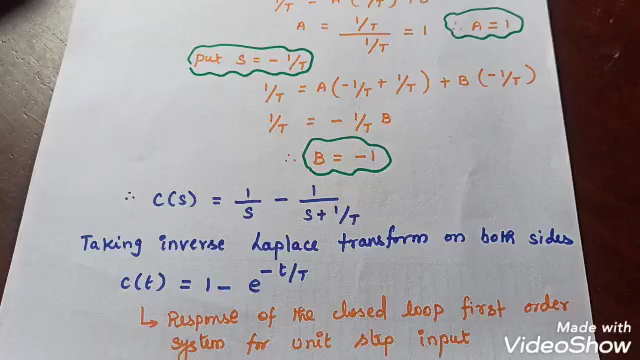 A = 1/T / 1/T = 1 ∴ A = 1
put S = - 1/T
1/T = A(-1/T + 1/T) + B(-1/T)
1/T = - 1/T B
∴ B = -1
∴ C(s) = 1/S - 1/S+1/T
Taking inverse Laplace transform on both sides
C(t) = 1 - e^-t/T
↳ Response of the closed loop first order
system for unit step input
Made with
VideoShow